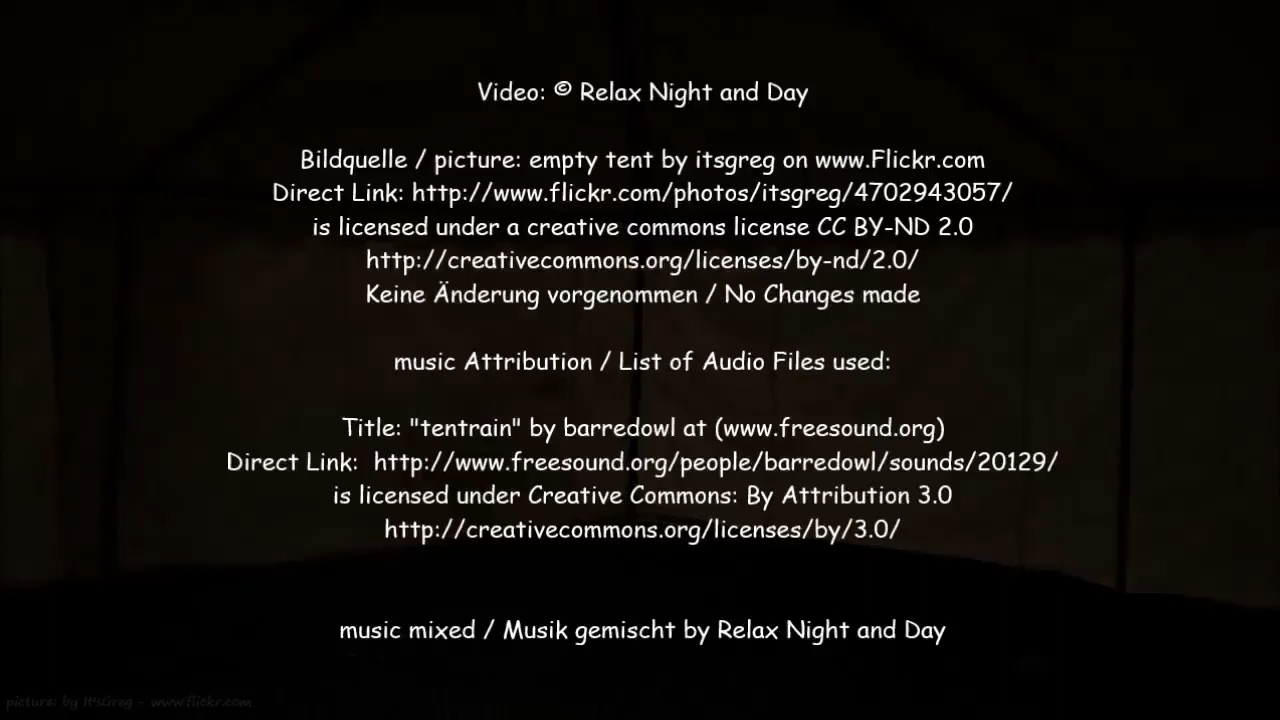 Video: © Relax Night and Day
Bildquelle / picture: empty tent by itsgreg on www.Flickr.com
Direct Link: http://www.flickr.com/photos/itsgreg/4702943057/
is licensed under a creative commons license CC BY-ND 2.0
http://creativecommons.org/licenses/by-nd/2.0/
Keine Änderung vorgenommen / No Changes made
music Attribution / List of Audio Files used:
Title: "tentrain" by barredowl at (www.freesound.org)
Direct Link:  http://www.freesound.org/people/barredowl/sounds/20129/
is licensed under Creative Commons: By Attribution 3.0
http://creativecommons.org/licenses/by/3.0/
music mixed / Musik gemischt by Relax Night and Day
picture: by It'sGreg - www.flickr.com